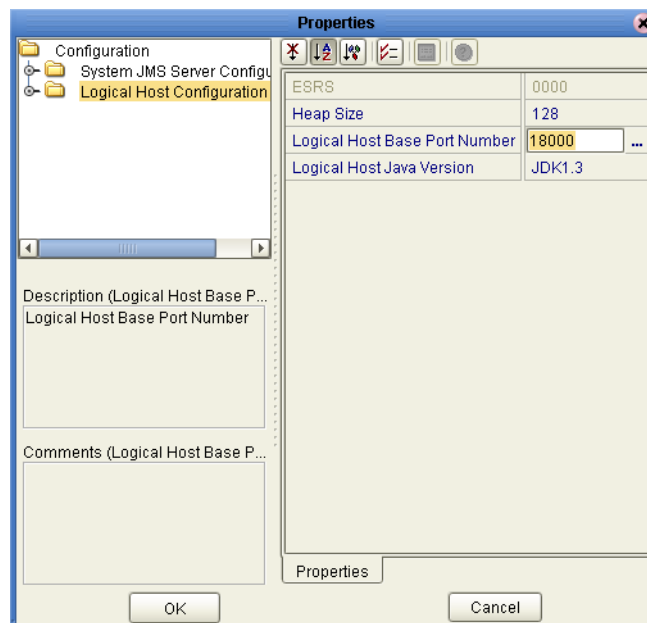 Properties
Configuration
System JMS Server Configu
Logical Host Configuration
ESRS 0000
Heap Size 128
Logical Host Base Port Number 18000 ...
Logical Host Java Version JDK1.3
Description (Logical Host Base P...
Logical Host Base Port Number
Comments (Logical Host Base P...
Properties
OK Cancel